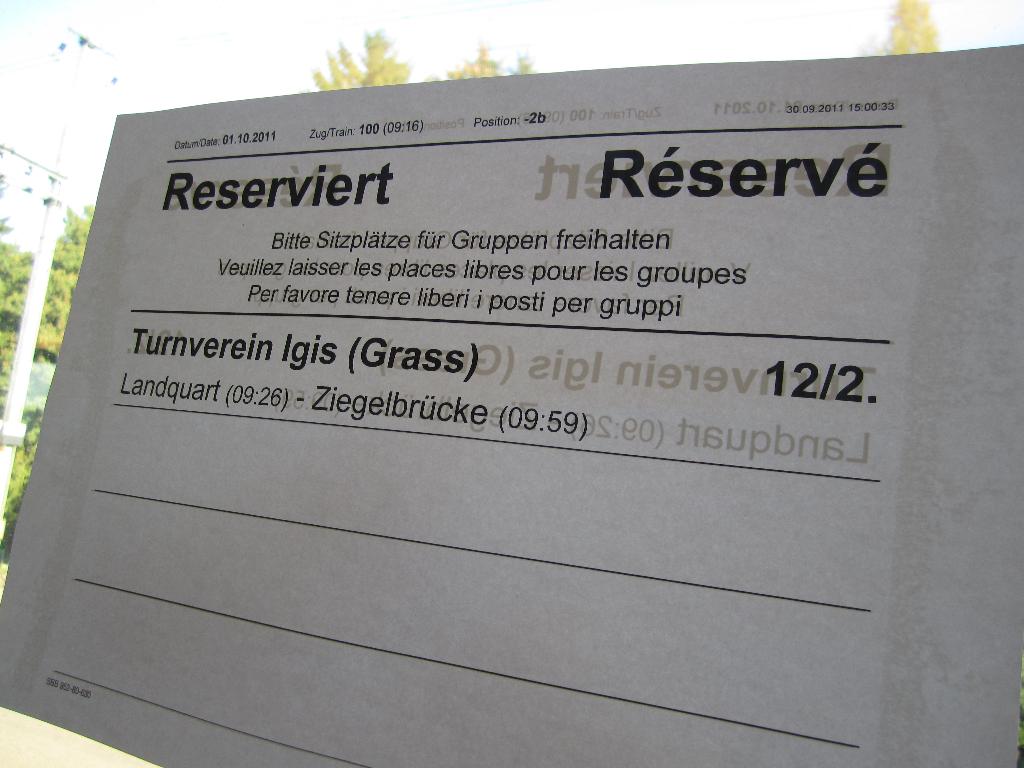 Datum/Date: 01.10.2011 Zug/Train: 100 (09:16) Position: -2b 30.09.2011 15:00:33
Reserviert Réservé
Bitte Sitzplätze für Gruppen freihalten
Veuillez laisser les places libres pour les groupes
Per favore tenere liberi i posti per gruppi
Turnverein Igis (Grass) 12/2.
Landquart (09:26) - Ziegelbrücke (09:59)
SBB